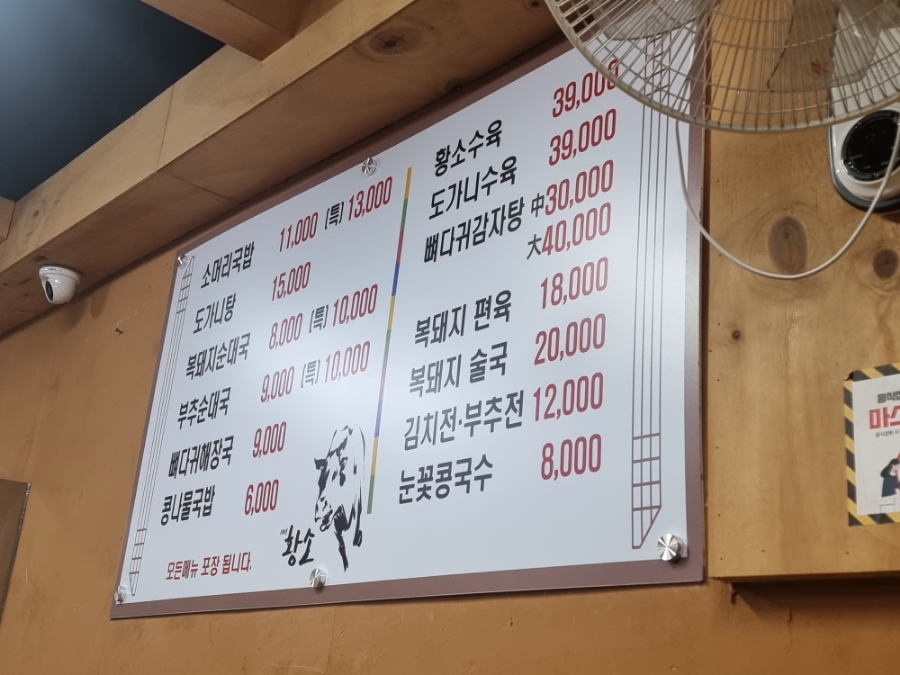 소머리국밥 11,000 (특) 13,000
도가니탕 15,000
복돼지순대국 8,000 (특) 10,000
부추순대국 9,000 (특) 10,000
뼈다귀해장국 9,000
콩나물국밥 6,000
모든메뉴 포장 됩니다.
황소
황소수육 39,000
도가니수육 39,000
뼈다귀감자탕 中30,000
大40,000
복돼지 편육 18,000
복돼지 술국 20,000
김치전·부추전 12,000
눈꽃콩국수 8,000